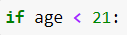 if age < 21: